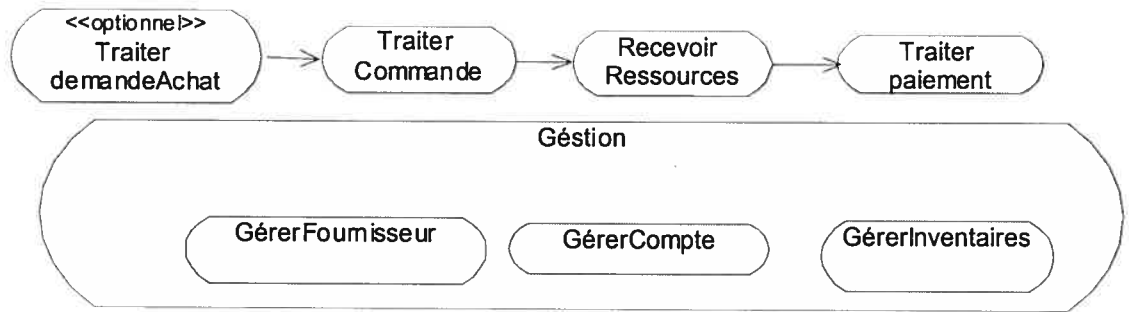 <<optionnel>>
Traiter
demandeAchat
Traiter
Commande
Recevoir
Ressources
Traiter
paiement
Géstion
GérerFournisseur
GérerCompte
GérerInventaires